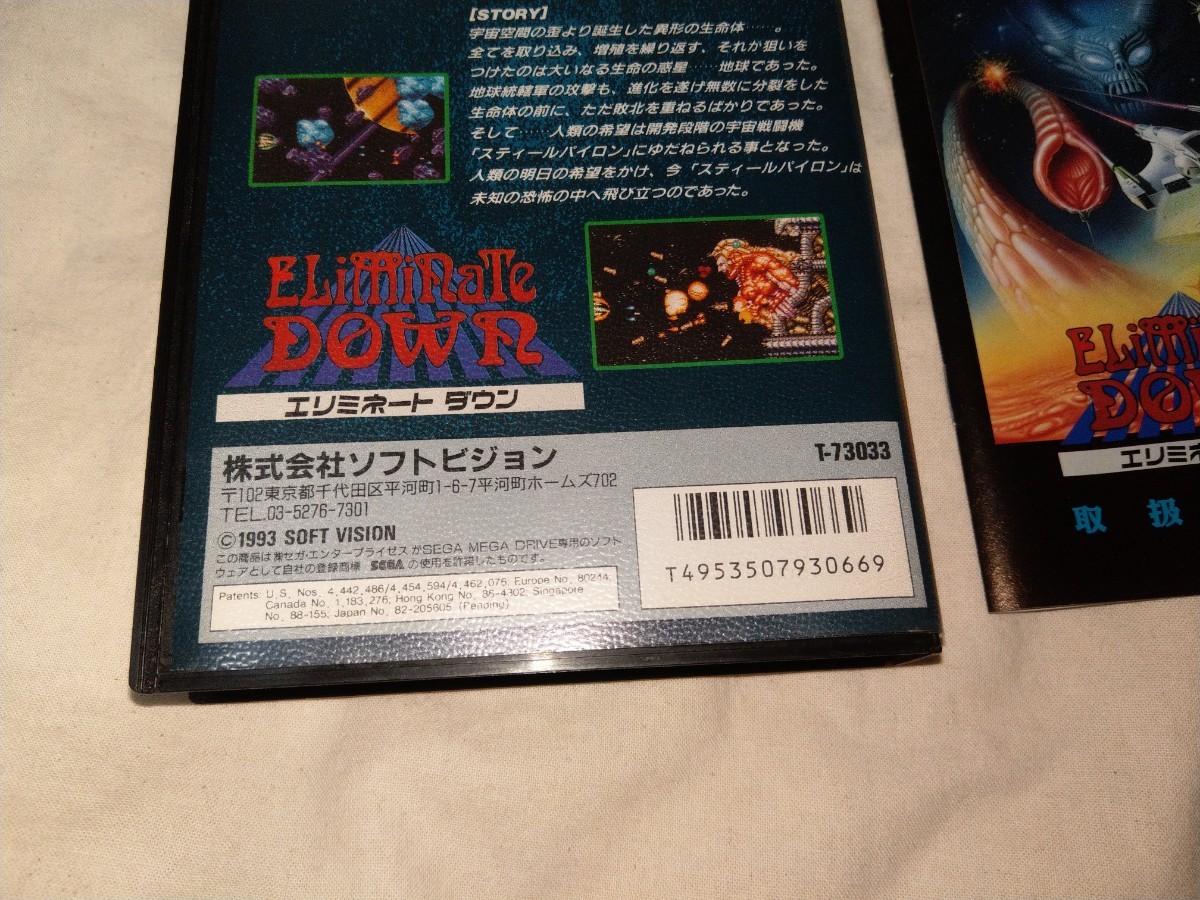 【STORY】
宇宙空間の歪より誕生した異形の生命体……。
全てを取り込み、増殖を繰り返す、それが狙いを
つけたのは大いなる生命の惑星……地球であった。
地球統轄軍の攻撃も、進化を遂げ無数に分裂をした
生命体の前に、ただ敗北を重ねるばかりであった。
そして……人類の希望は開発段階の宇宙戦闘機
「スティールパイロン」にゆだねられる事となった。
人類の明日の希望をかけ、今「スティールパイロン」は
未知の恐怖の中へ飛び立つのであった。
ELiMiNaTe
DOWN
エリミネート ダウン
株式会社ソフトビジョン
T-73033
〒102東京都千代田区平河町1-6-7平河町ホームズ702
TEL.03-5276-7301
©1993 SOFT VISION
この商品は㈱セガ・エンタープライゼスがSEGA MEGA DRIVE専用のソフト
ウェアとして自社の登録商標 SEGA の使用を許諾したものです。
Patents: U.S. Nos. 4,442,486/4,454,594/4,462,076; Europe No. 80244;
Canada No. 1,183,276; Hong Kong No. 86-4302; Singapore
No. 88-155; Japan No. 82-205605 (Pending)
T4953507930669
ELiMiNa
DOW
エリミネ
取 扱